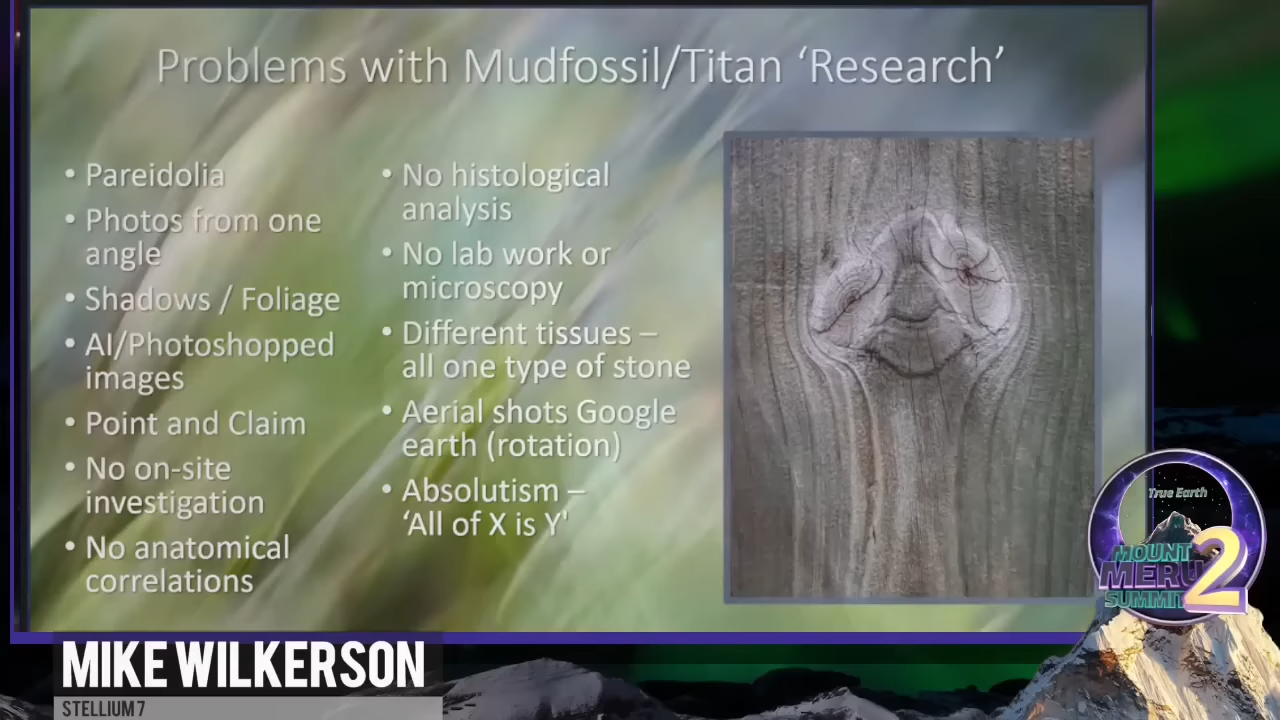 Problems with Mudfossil/Titan ‘Research’
• Pareidolia
• Photos from one
angle
• Shadows / Foliage
• AI/Photoshopped
images
• Point and Claim
• No on-site
investigation
• No anatomical
correlations
• No histological
analysis
• No lab work or
microscopy
• Different tissues –
all one type of stone
• Aerial shots Google
earth (rotation)
• Absolutism –
‘All of X is Y'
True Earth
MOUNT
MERU
SUMMIT
2
MIKE WILKERSON
STELLIUM 7